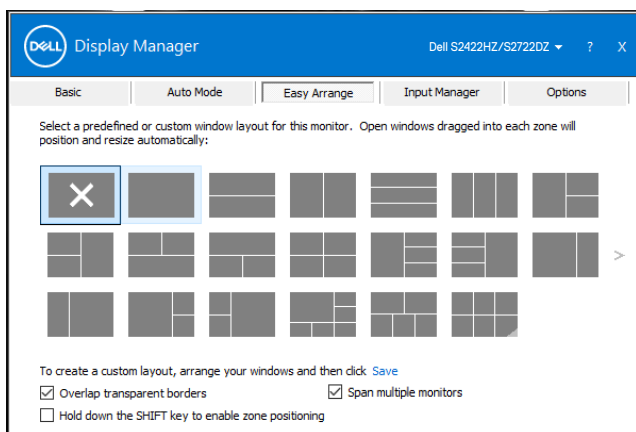 DELL Display Manager Dell S2422HZ/S2722DZ ? X
Basic Auto Mode Easy Arrange Input Manager Options
Select a predefined or custom window layout for this monitor. Open windows dragged into each zone will
position and resize automatically:
>
To create a custom layout, arrange your windows and then click Save
Overlap transparent borders Span multiple monitors
Hold down the SHIFT key to enable zone positioning